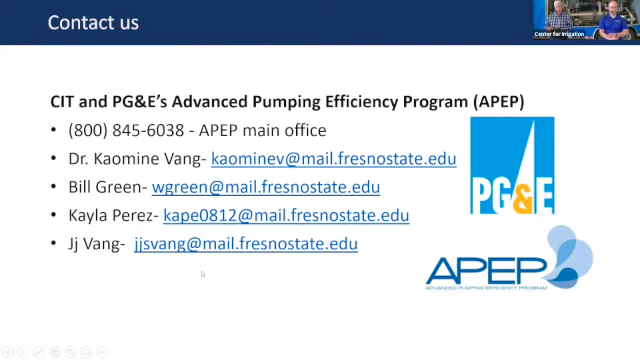 Contact us
Center for Irrigation
CIT and PG&E's Advanced Pumping Efficiency Program (APEP)
• (800) 845-6038 - APEP main office
• Dr. Kaomine Vang- kaominev@mail.fresnostate.edu
• Bill Green- wgreen@mail.fresnostate.edu
• Kayla Perez- kape0812@mail.fresnostate.edu
• Jj Vang- jjsvang@mail.fresnostate.edu
PG&E
APEP
ADVANCED PUMPING EFFICIENCY PROGRAM